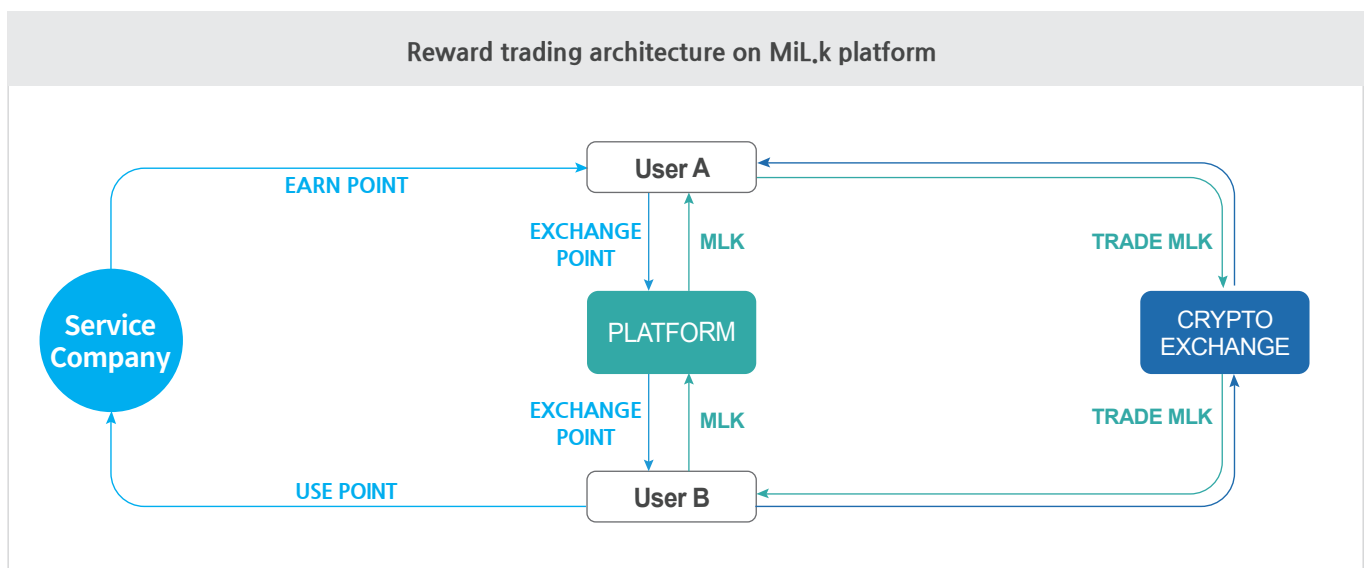 Reward trading architecture on MiL.k platform
User A
EARN POINT
EXCHANGE
POINT
MLK
TRADE MLK
Service
Company
PLATFORM
CRYPTO
EXCHANGE
EXCHANGE
POINT
MLK
TRADE MLK
USE POINT
User B